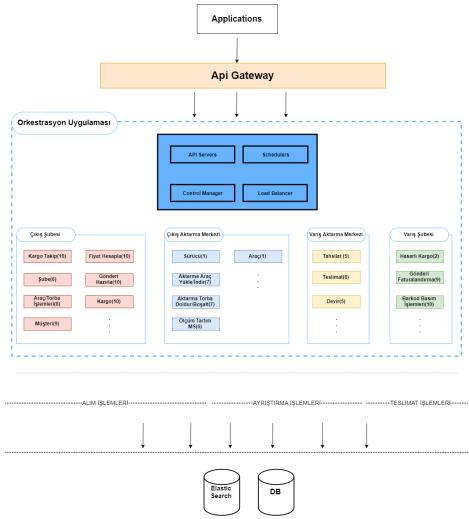 Applications
Api Gateway
Orkestrasyon Uygulaması
API Servers
Schedulers
Control Manager
Load Balancer
Çıkış Şubesi
Kargo Takip(10)
Fiyat Hesapla(10)
Şube(6)
Gönderi
Hazırla(10)
Araç/Torba
İşlemleri(8)
Kargo(10)
Müşteri(9)
Çıkış Aktarma Merkezi
Sürücü(1)
Araç(1)
Aktarma Araç
Yükle/İndir(7)
Aktarma Torba
Doldur/Boşalt(7)
Ölçüm Tartım
MS(6)
Varış Aktarma Merkezi
Tahsilat (5)
Teslimat(8)
Devir(5)
Varış Şubesi
Hasarlı Kargo(2)
Gönderi
Faturalandırma(9)
Barkod Basım
İşlemleri(10)
ALIM İŞLEMLERİ
AYRIŞTIRMA İŞLEMLERİ
TESLİMAT İŞLEMLERİ
Elastic
Search
DB